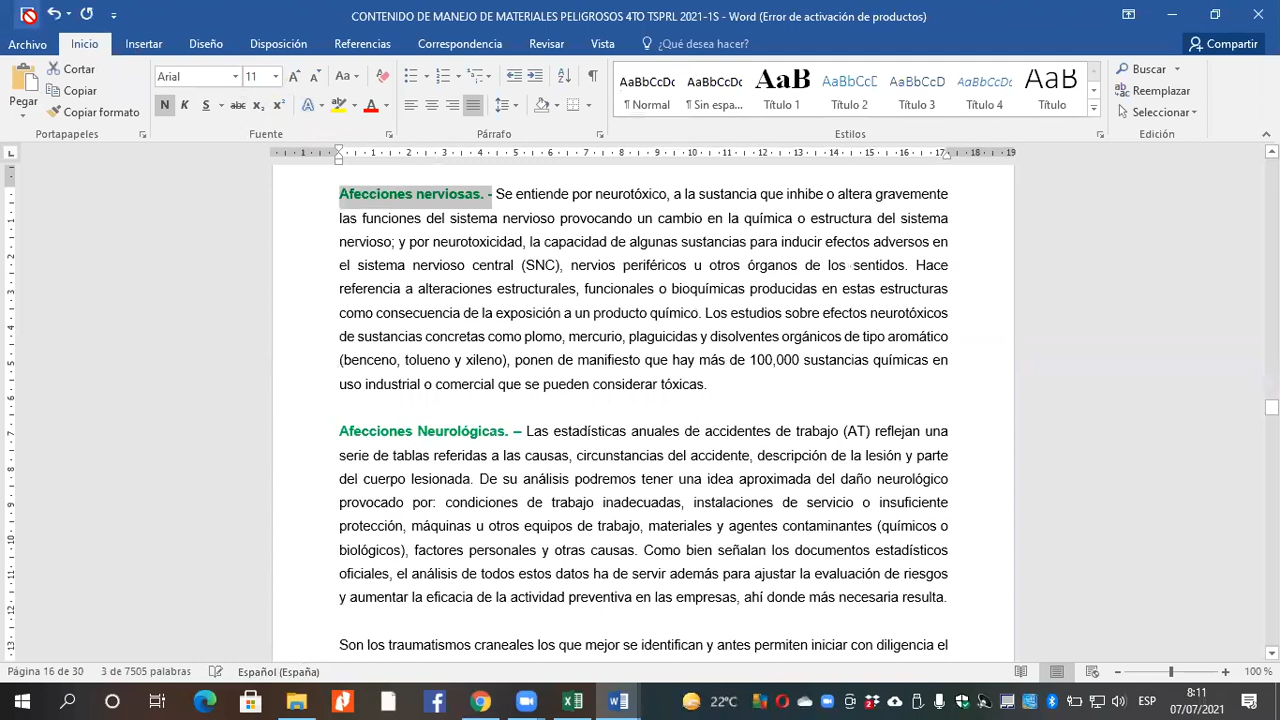 CONTENIDO DE MANEJO DE MATERIALES PELIGROSOS 4TO TSPRL 2021-1S - Word (Error de activación de productos)
Archivo Inicio Insertar Diseño Disposición Referencias Correspondencia Revisar Vista ¿Qué desea hacer? Compartir
Pegar
Cortar
Copiar
Copiar formato
Portapapeles
Arial 11 A A Aa
N K S abc x₂ x² A A
Fuente
Párrafo
AaBbCcDc AaBbCcDc AaB AaBbCcD AaBbCcD AaBbCcDc AaB
¶ Normal ¶ Sin espa... Título 1 Título 2 Título 3 Título 4 Título
Estilos
Buscar
Reemplazar
Seleccionar
Edición
Afecciones nerviosas. - Se entiende por neurotóxico, a la sustancia que inhibe o altera gravemente
las funciones del sistema nervioso provocando un cambio en la química o estructura del sistema
nervioso; y por neurotoxicidad, la capacidad de algunas sustancias para inducir efectos adversos en
el sistema nervioso central (SNC), nervios periféricos u otros órganos de los sentidos. Hace
referencia a alteraciones estructurales, funcionales o bioquímicas producidas en estas estructuras
como consecuencia de la exposición a un producto químico. Los estudios sobre efectos neurotóxicos
de sustancias concretas como plomo, mercurio, plaguicidas y disolventes orgánicos de tipo aromático
(benceno, tolueno y xileno), ponen de manifiesto que hay más de 100,000 sustancias químicas en
uso industrial o comercial que se pueden considerar tóxicas.
Afecciones Neurológicas. – Las estadísticas anuales de accidentes de trabajo (AT) reflejan una
serie de tablas referidas a las causas, circunstancias del accidente, descripción de la lesión y parte
del cuerpo lesionada. De su análisis podremos tener una idea aproximada del daño neurológico
provocado por: condiciones de trabajo inadecuadas, instalaciones de servicio o insuficiente
protección, máquinas u otros equipos de trabajo, materiales y agentes contaminantes (químicos o
biológicos), factores personales y otras causas. Como bien señalan los documentos estadísticos
oficiales, el análisis de todos estos datos ha de servir además para ajustar la evaluación de riesgos
y aumentar la eficacia de la actividad preventiva en las empresas, ahí donde más necesaria resulta.
Son los traumatismos craneales los que mejor se identifican y antes permiten iniciar con diligencia el
Página 16 de 30 3 de 7505 palabras Español (España) 100 %
22°C ESP 8:11
07/07/2021